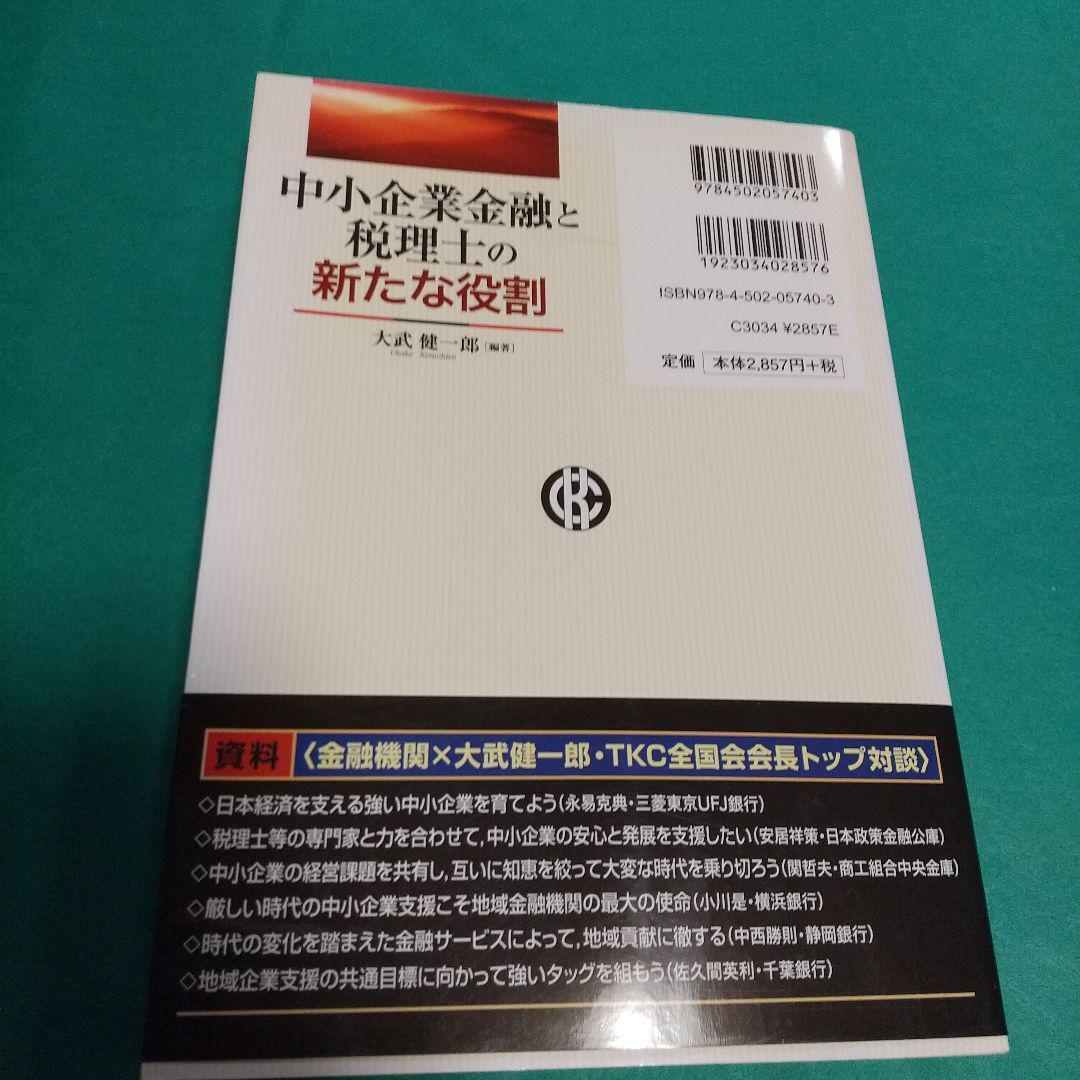 中小企業金融と
税理士の
新たな役割
大武 健一郎[編著]
Otake Kenichiro
9784502057403
1923034028576
ISBN978-4-502-05740-3
C3034 ¥2857E
定価 本体2,857円+税
CK
資料 〈金融機関×大武健一郎・TKC全国会会長トップ対談〉
◇日本経済を支える強い中小企業を育てよう(永易克典・三菱東京UFJ銀行)
◇税理士等の専門家と力を合わせて,中小企業の安心と発展を支援したい(安居祥策・日本政策金融公庫)
◇中小企業の経営課題を共有し,互いに知恵を絞って大変な時代を乗り切ろう(関哲夫・商工組合中央金庫)
◇厳しい時代の中小企業支援こそ地域金融機関の最大の使命(小川是・横浜銀行)
◇時代の変化を踏まえた金融サービスによって,地域貢献に徹する(中西勝則・静岡銀行)
◇地域企業支援の共通目標に向かって強いタッグを組もう(佐久間英利・千葉銀行)